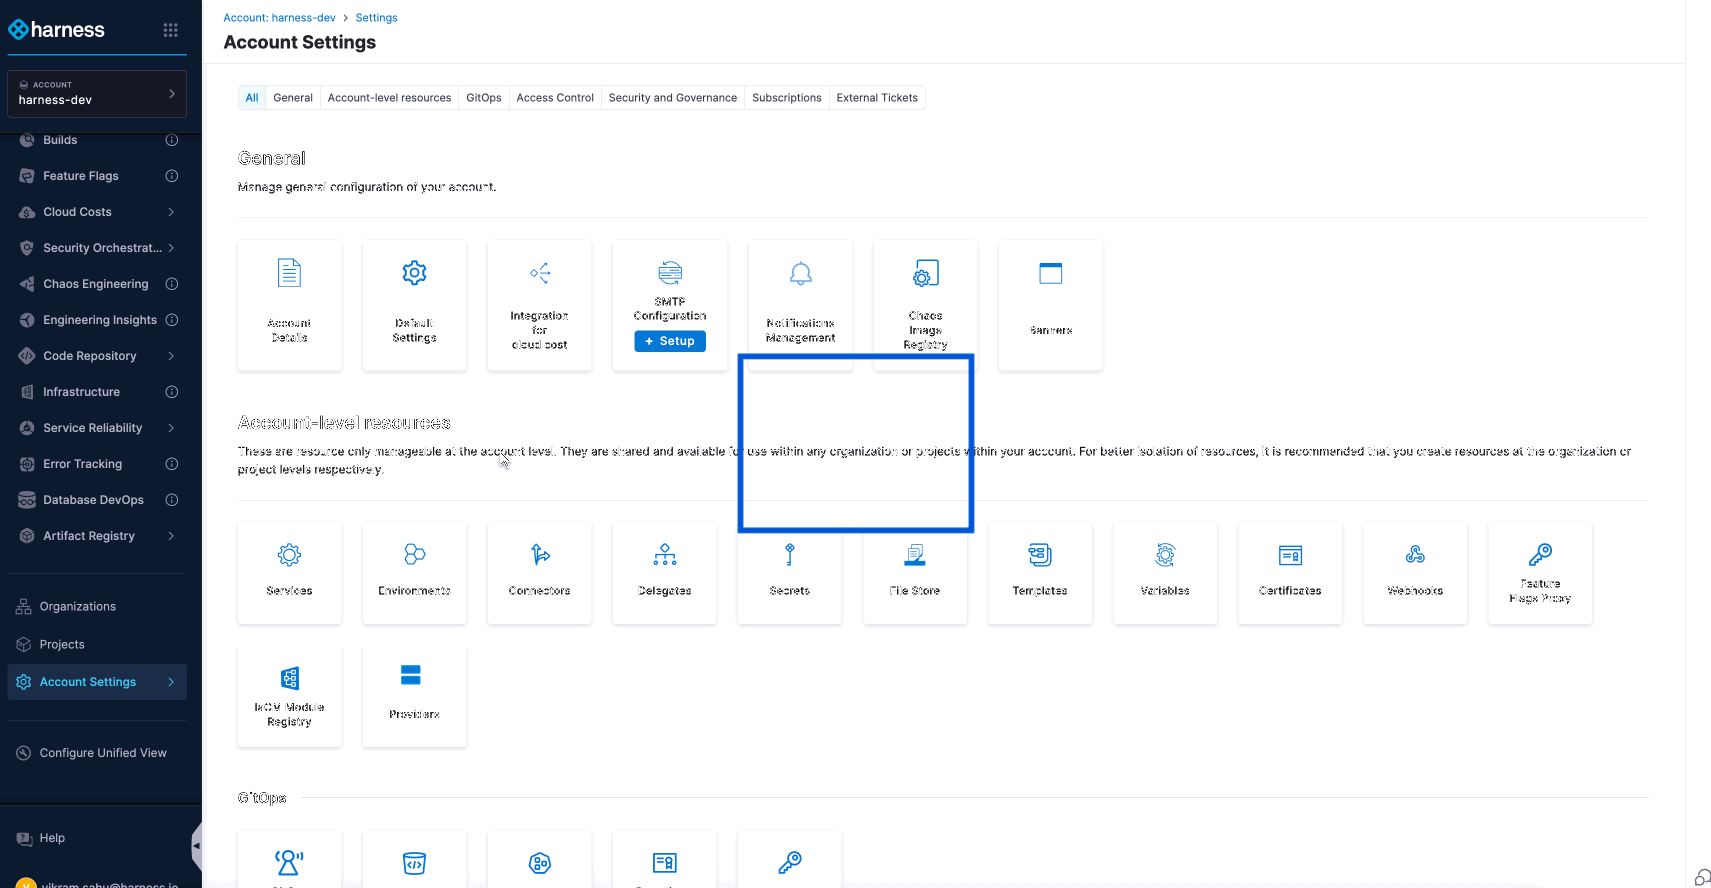 harness
ACCOUNT
harness-dev
Builds
Feature Flags
Cloud Costs
Security Orchestrat...
Chaos Engineering
Engineering Insights
Code Repository
Infrastructure
Service Reliability
Error Tracking
Database DevOps
Artifact Registry
Organizations
Projects
Account Settings
Configure Unified View
Help
Account: harness-dev > Settings
Account Settings
All General Account-level resources GitOps Access Control Security and Governance Subscriptions External Tickets
General
Manage general configuration of your account.
Account
Details
Default
Settings
Integration
for
cloud cost
SMTP
Configuration
+ Setup
Notifications
Management
Chaos
Image
Registry
Banners
Account-level resources
These are resource only manageable at the account level. They are shared and available for use within any organization or projects within your account. For better isolation of resources, it is recommended that you create resources at the organization or
project levels respectively.
Services
Environments
Connectors
Delegates
Secrets
File Store
Templates
Variables
Certificates
Webhooks
Feature
Flags Proxy
IaCM Module
Registry
Providers
GitOps